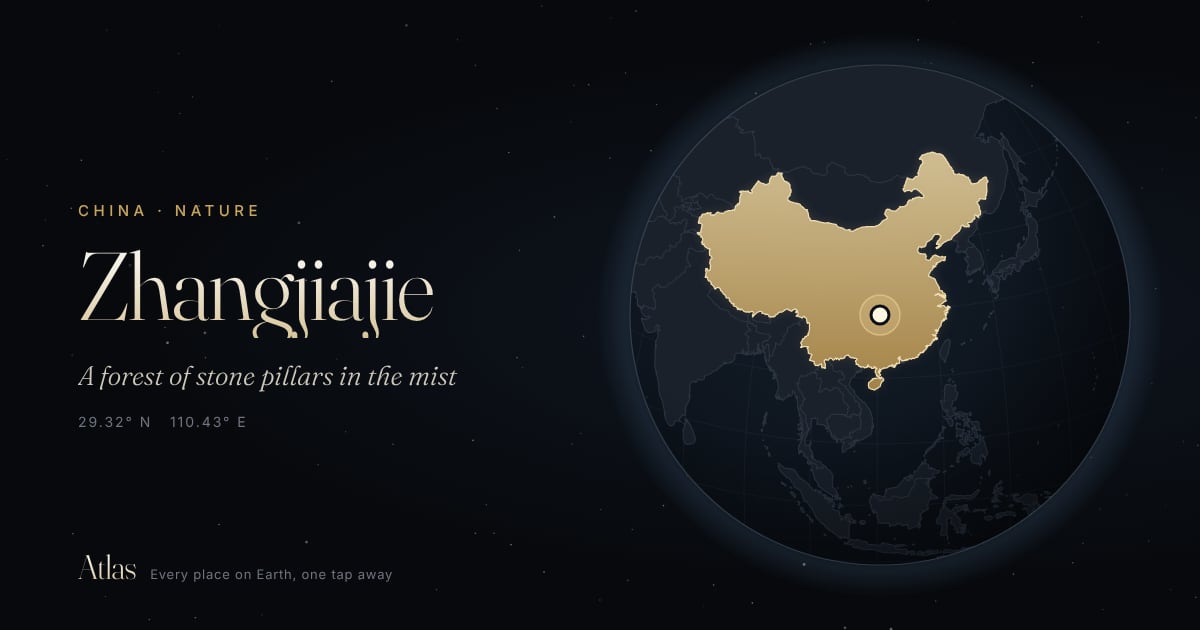 CHINA · NATURE
Zhangjiajie
A forest of stone pillars in the mist
29.32° N 110.43° E
Atlas Every place on Earth, one tap away